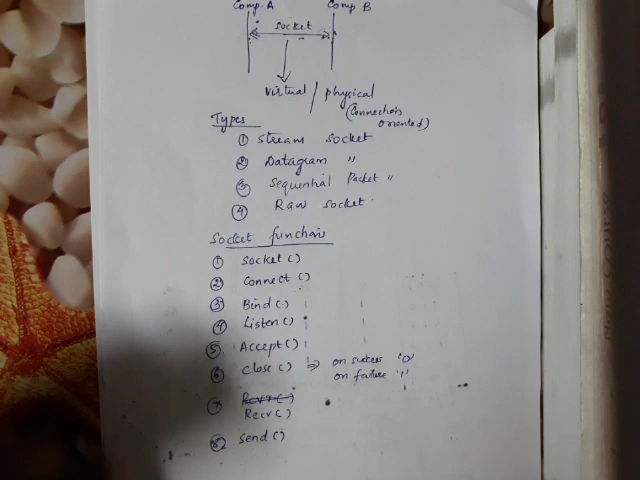 Comp. A Comp B
socket
virtual / physical
(Connection
oriented)
Types
① stream socket
② Datagram "
③ Sequential Packet "
④ Raw socket.
Socket functions
① Socket ()
② Connect ()
③ Bind ()
④ Listen ()
⑤ Accept ()
⑥ Close () ⇒ on success '0'
on failure '1'
⑦ Recv ()
⑧ Send ()